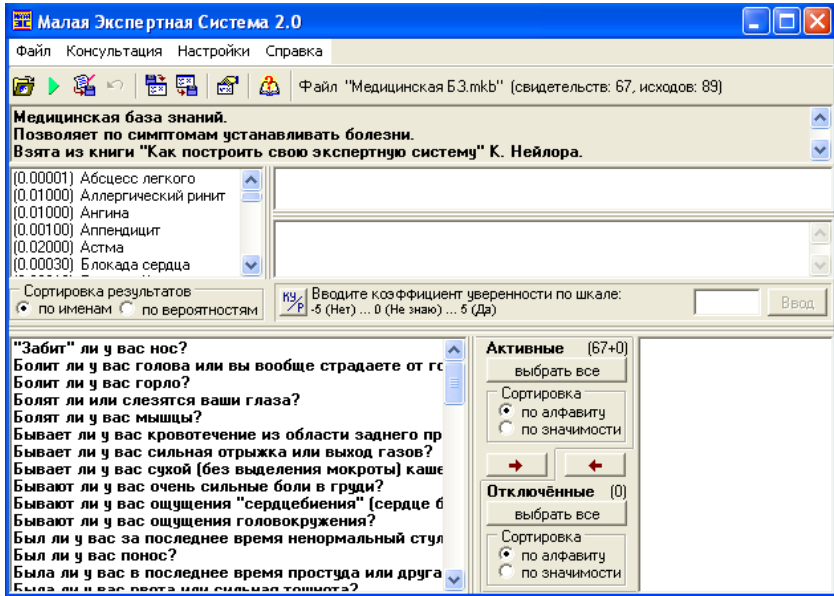 Малая Экспертная Система 2.0
Файл Консультация Настройки Справка
Файл "Медицинская БЗ.mkb" (свидетельств: 67, исходов: 89)
Медицинская база знаний.
Позволяет по симптомам устанавливать болезни.
Взята из книги "Как построить свою экспертную систему" К. Нейлора.
(0.00001) Абсцесс легкого
(0.01000) Аллергический ринит
(0.01000) Ангина
(0.00100) Аппендицит
(0.02000) Астма
(0.00030) Блокада сердца
Сортировка результатов
по именам по вероятностям
КУ/Р
Вводите коэффициент уверенности по шкале:
-5 (Нет) ... 0 (Не знаю) ... 5 (Да)
Ввод
"Забит" ли у вас нос?
Болит ли у вас голова или вы вообще страдаете от го
Болит ли у вас горло?
Болят ли или слезятся ваши глаза?
Болят ли у вас мышцы?
Бывает ли у вас кровотечение из области заднего пр
Бывает ли у вас сильная отрыжка или выход газов?
Бывает ли у вас сухой (без выделения мокроты) каше
Бывают ли у вас очень сильные боли в груди?
Бывают ли у вас ощущения "сердцебиения" (сердце б
Бывают ли у вас ощущения головокружения?
Был ли у вас за последнее время ненормальный стул
Был ли у вас понос?
Была ли у вас в последнее время простуда или друга
Была ли у вас рвота или сильная тошнота?
Активные (67+0)
выбрать все
Сортировка
по алфавиту
по значимости
Отключённые (0)
выбрать все
Сортировка
по алфавиту
по значимости